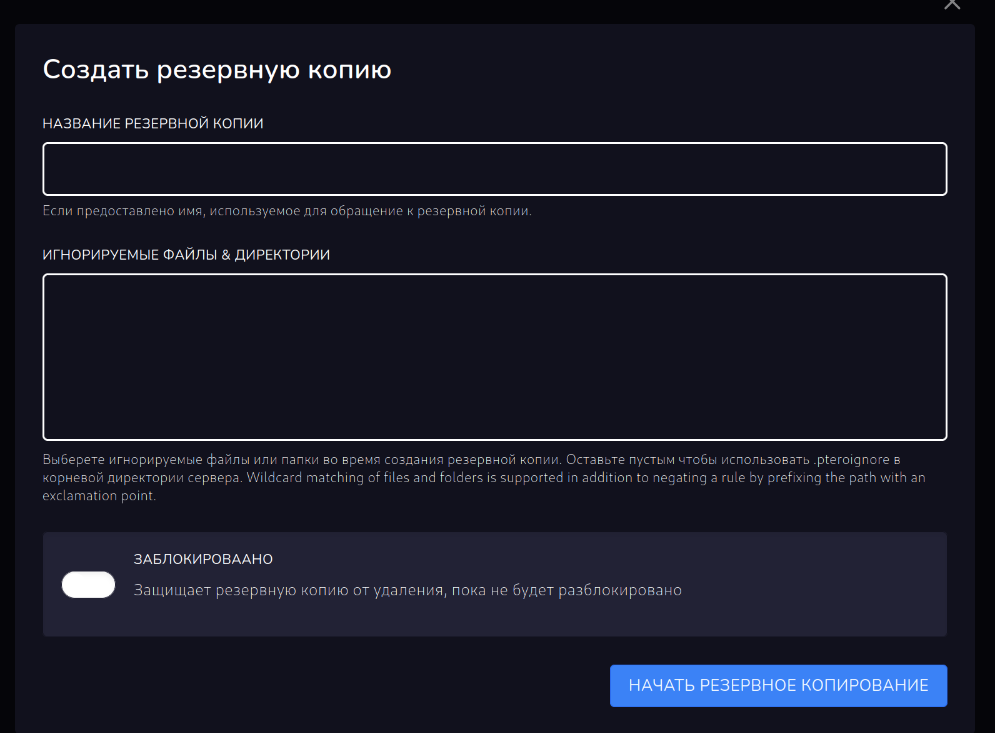 Создать резервную копию
НАЗВАНИЕ РЕЗЕРВНОЙ КОПИИ
Если предоставлено имя, используемое для обращение к резервной копии.
ИГНОРИРУЕМЫЕ ФАЙЛЫ & ДИРЕКТОРИИ
Выберете игнорируемые файлы или папки во время создания резервной копии. Оставьте пустым чтобы использовать .pteroignore в
корневой директории сервера. Wildcard matching of files and folders is supported in addition to negating a rule by prefixing the path with an
exclamation point.
ЗАБЛОКИРОВААНО
Защищает резервную копию от удаления, пока не будет разблокировано
НАЧАТЬ РЕЗЕРВНОЕ КОПИРОВАНИЕ